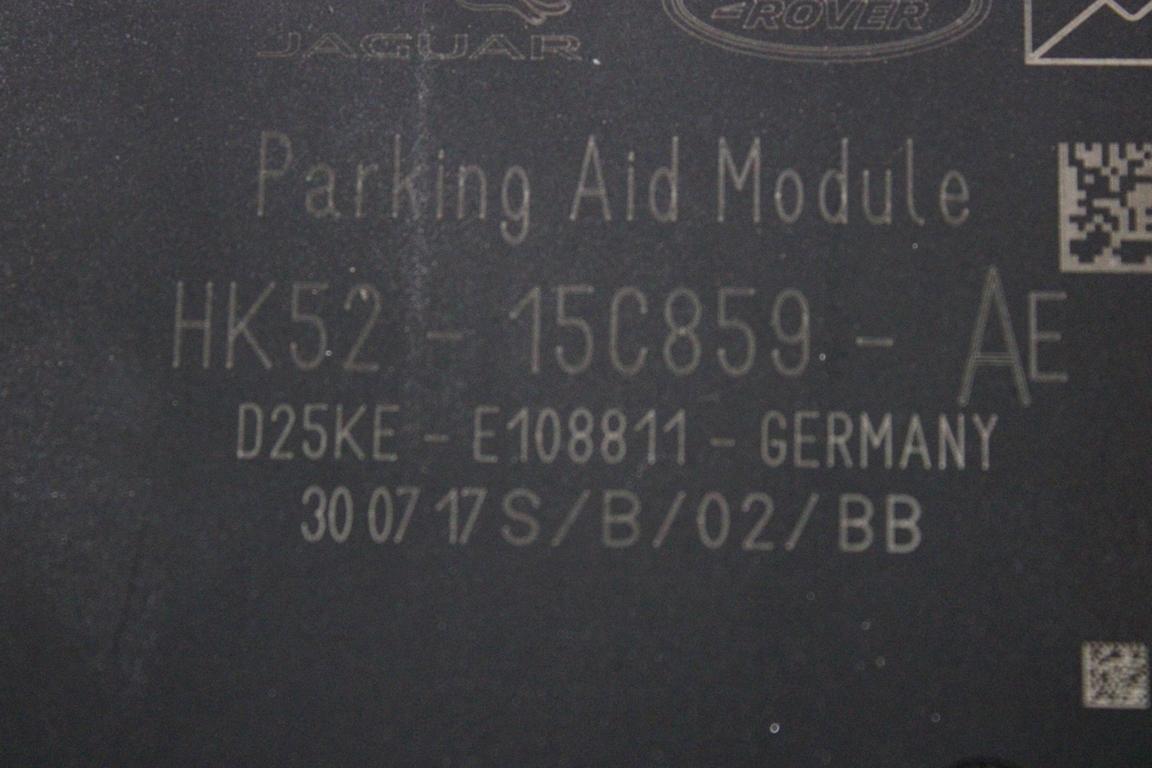 JAGUAR
ROVER
Parking Aid Module
HK52 - 15C859 - AE
D25KE - E108811 - GERMANY
30 07 17 S/B/02/BB